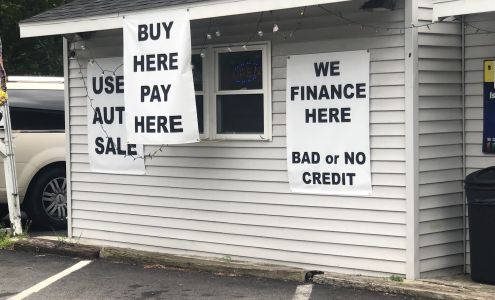 USE
AUT
SALE
BUY
HERE
PAY
HERE
WE
FINANCE
HERE
BAD or NO
CREDIT